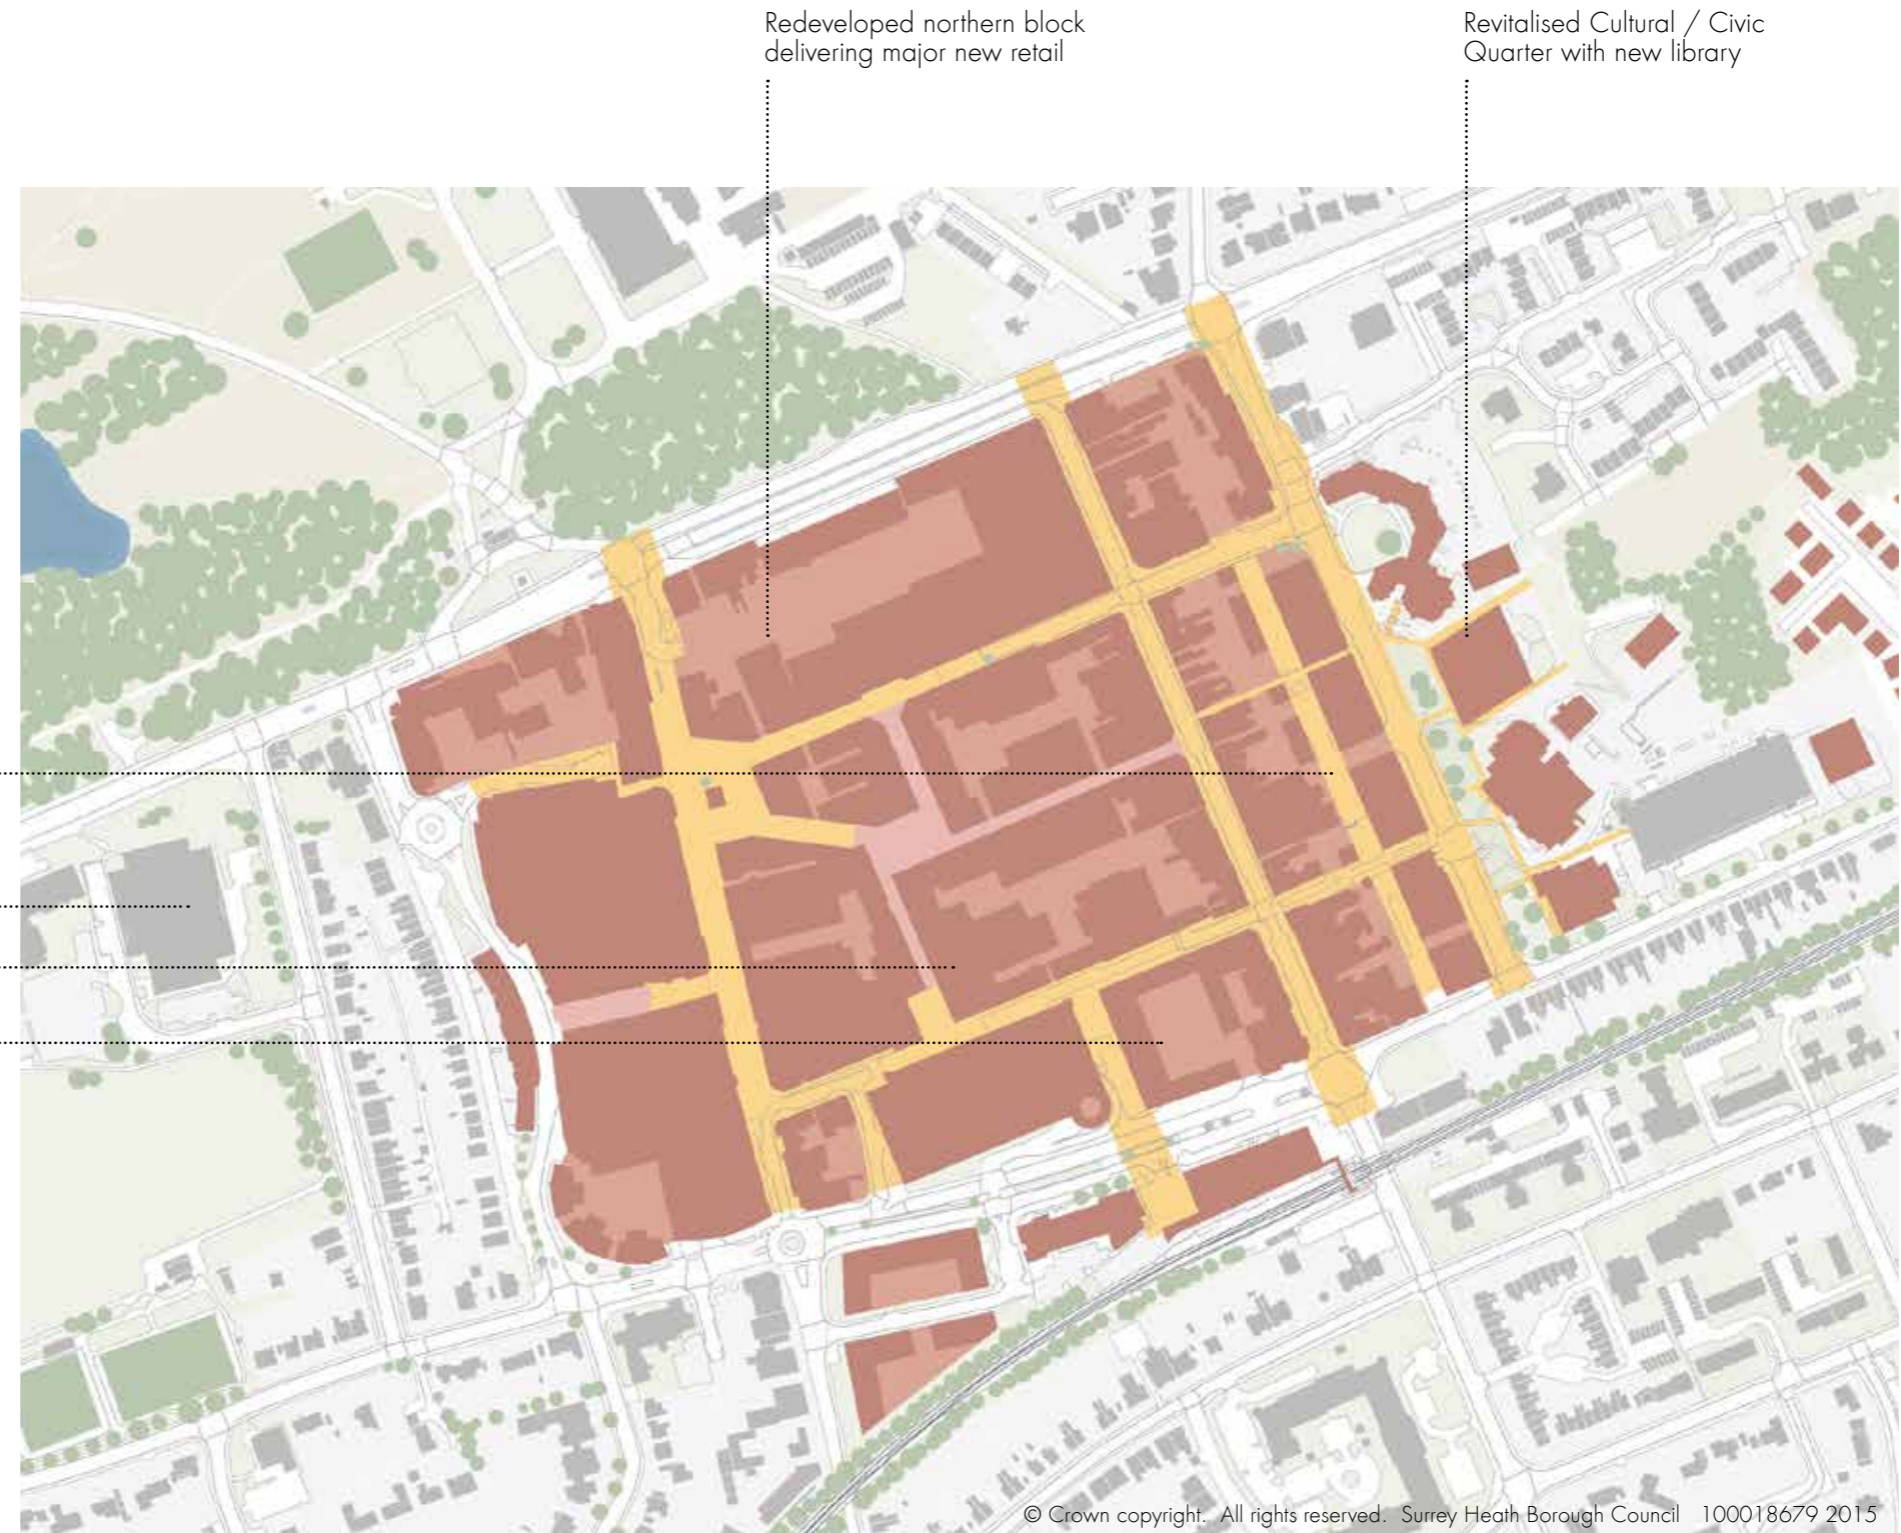 Redeveloped northern block
delivering major new retail
Revitalised Cultural / Civic
Quarter with new library
© Crown copyright. All rights reserved. Surrey Heath Borough Council 100018679 2015